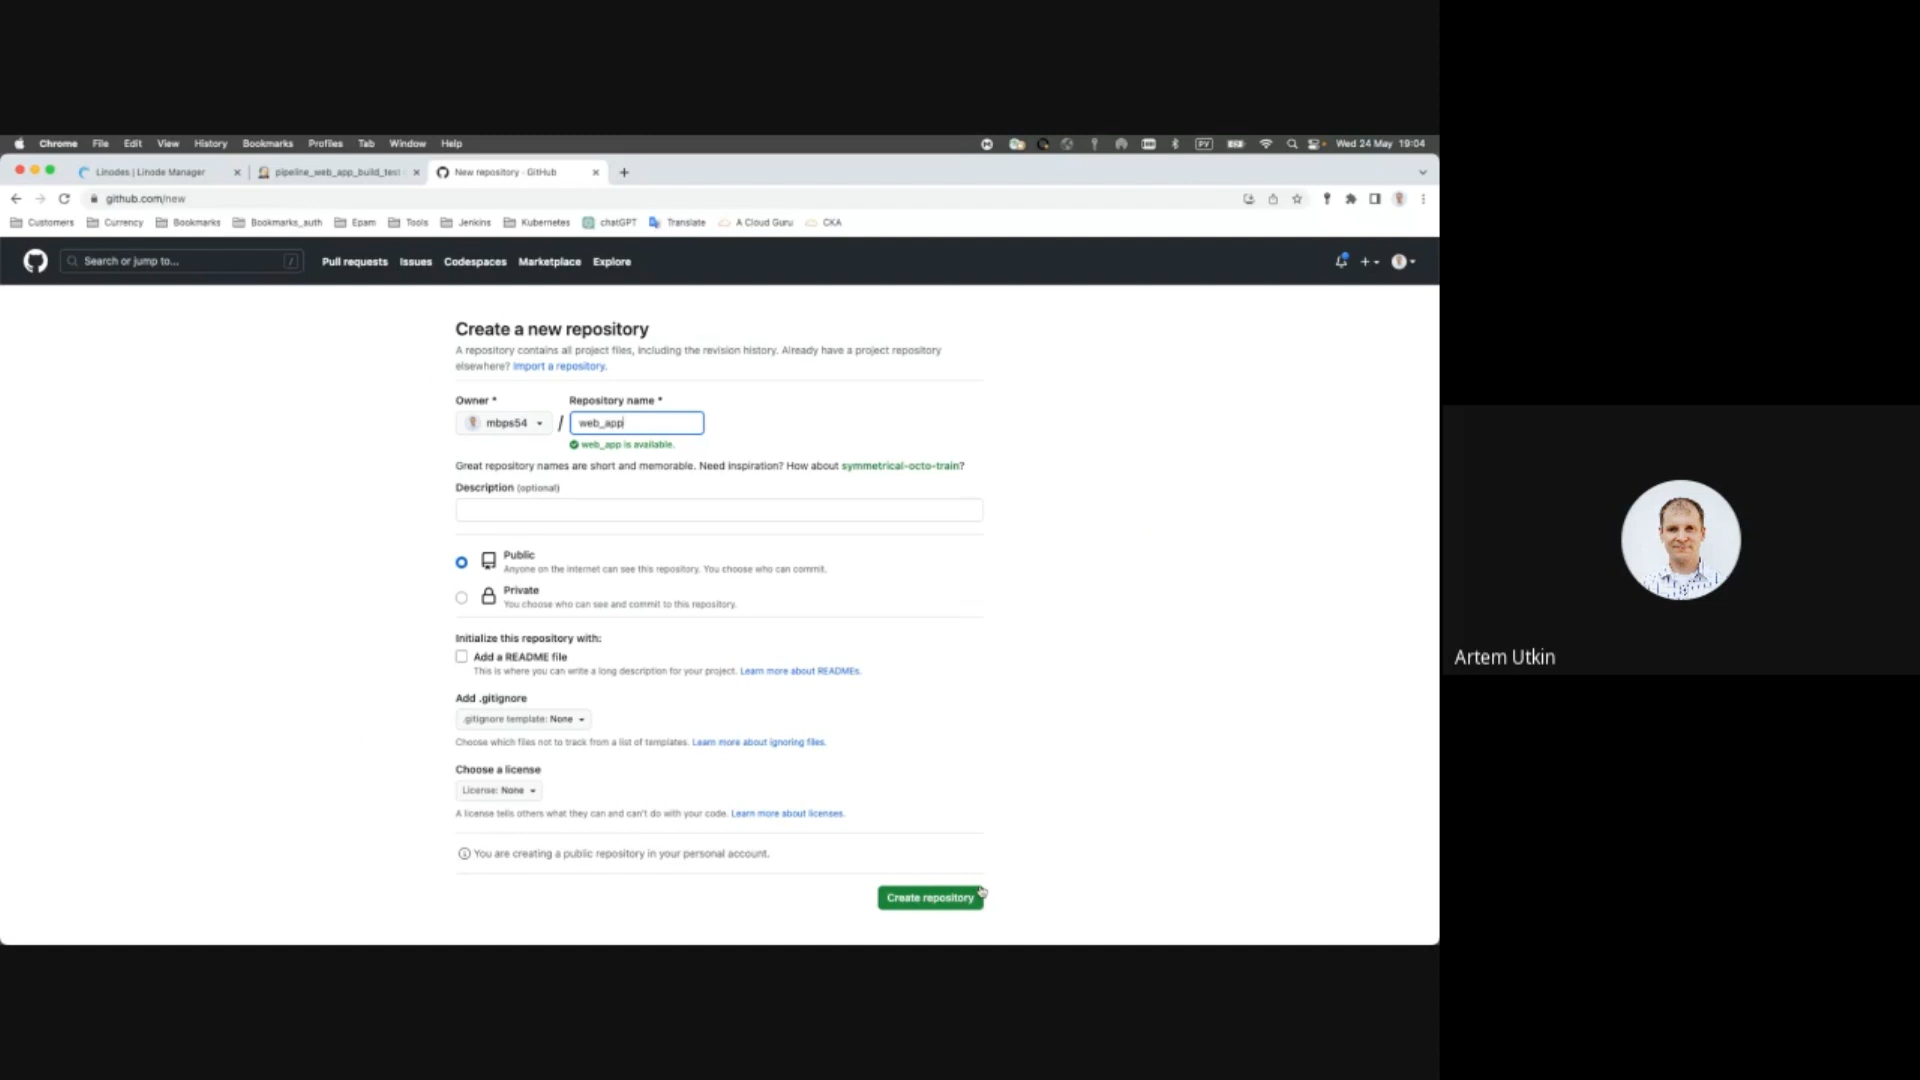 Chrome File Edit View History Bookmarks Profiles Tab Window Help
РУ Wed 24 May 19:04
Linodes | Linode Manager
pipeline_web_app_build_test
New repository · GitHub
github.com/new
Customers Currency Bookmarks Bookmarks_auth Epam Tools Jenkins Kubernetes chatGPT Translate A Cloud Guru CKA
Search or jump to... /
Pull requests Issues Codespaces Marketplace Explore
Create a new repository
A repository contains all project files, including the revision history. Already have a project repository
elsewhere? Import a repository.
Owner * Repository name *
mbps54 / web_app
web_app is available.
Great repository names are short and memorable. Need inspiration? How about symmetrical-octo-train?
Description (optional)
Public
Anyone on the internet can see this repository. You choose who can commit.
Private
You choose who can see and commit to this repository.
Initialize this repository with:
Add a README file
This is where you can write a long description for your project. Learn more about READMEs.
Add .gitignore
.gitignore template: None
Choose which files not to track from a list of templates. Learn more about ignoring files.
Choose a license
License: None
A license tells others what they can and can't do with your code. Learn more about licenses.
You are creating a public repository in your personal account.
Create repository
Artem Utkin